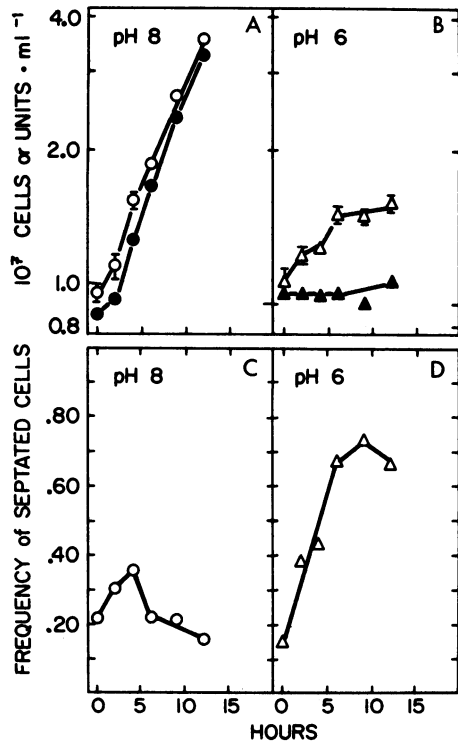 10⁷ CELLS or UNITS • ml⁻¹
4.0
2.0
1.0
0.8
pH 8
A
pH 6
B
FREQUENCY of SEPTATED CELLS
.80
.60
.40
.20
pH 8
C
pH 6
D
0 5 10 15 0 5 10 15
HOURS